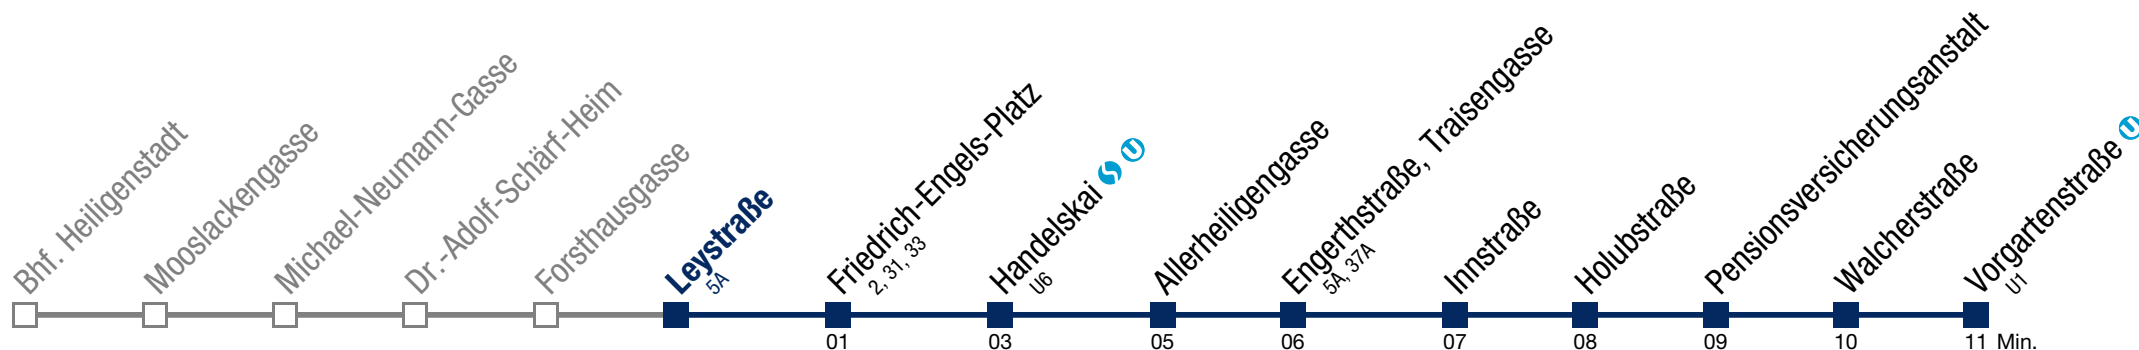 Bhf. Heiligenstadt
Mooslackengasse
Michael-Neumann-Gasse
Dr.-Adolf-Schärf-Heim
Forsthausgasse
Leystraße
5A
Friedrich-Engels-Platz
2, 31, 33
Handelskai
U6
Allerheiligengasse
Engerthstraße, Traisengasse
5A, 37A
Innstraße
Holubstraße
Pensionsversicherungsanstalt
Walcherstraße
Vorgartenstraße
U1
01 03 05 06 07 08 09 10 11 Min.